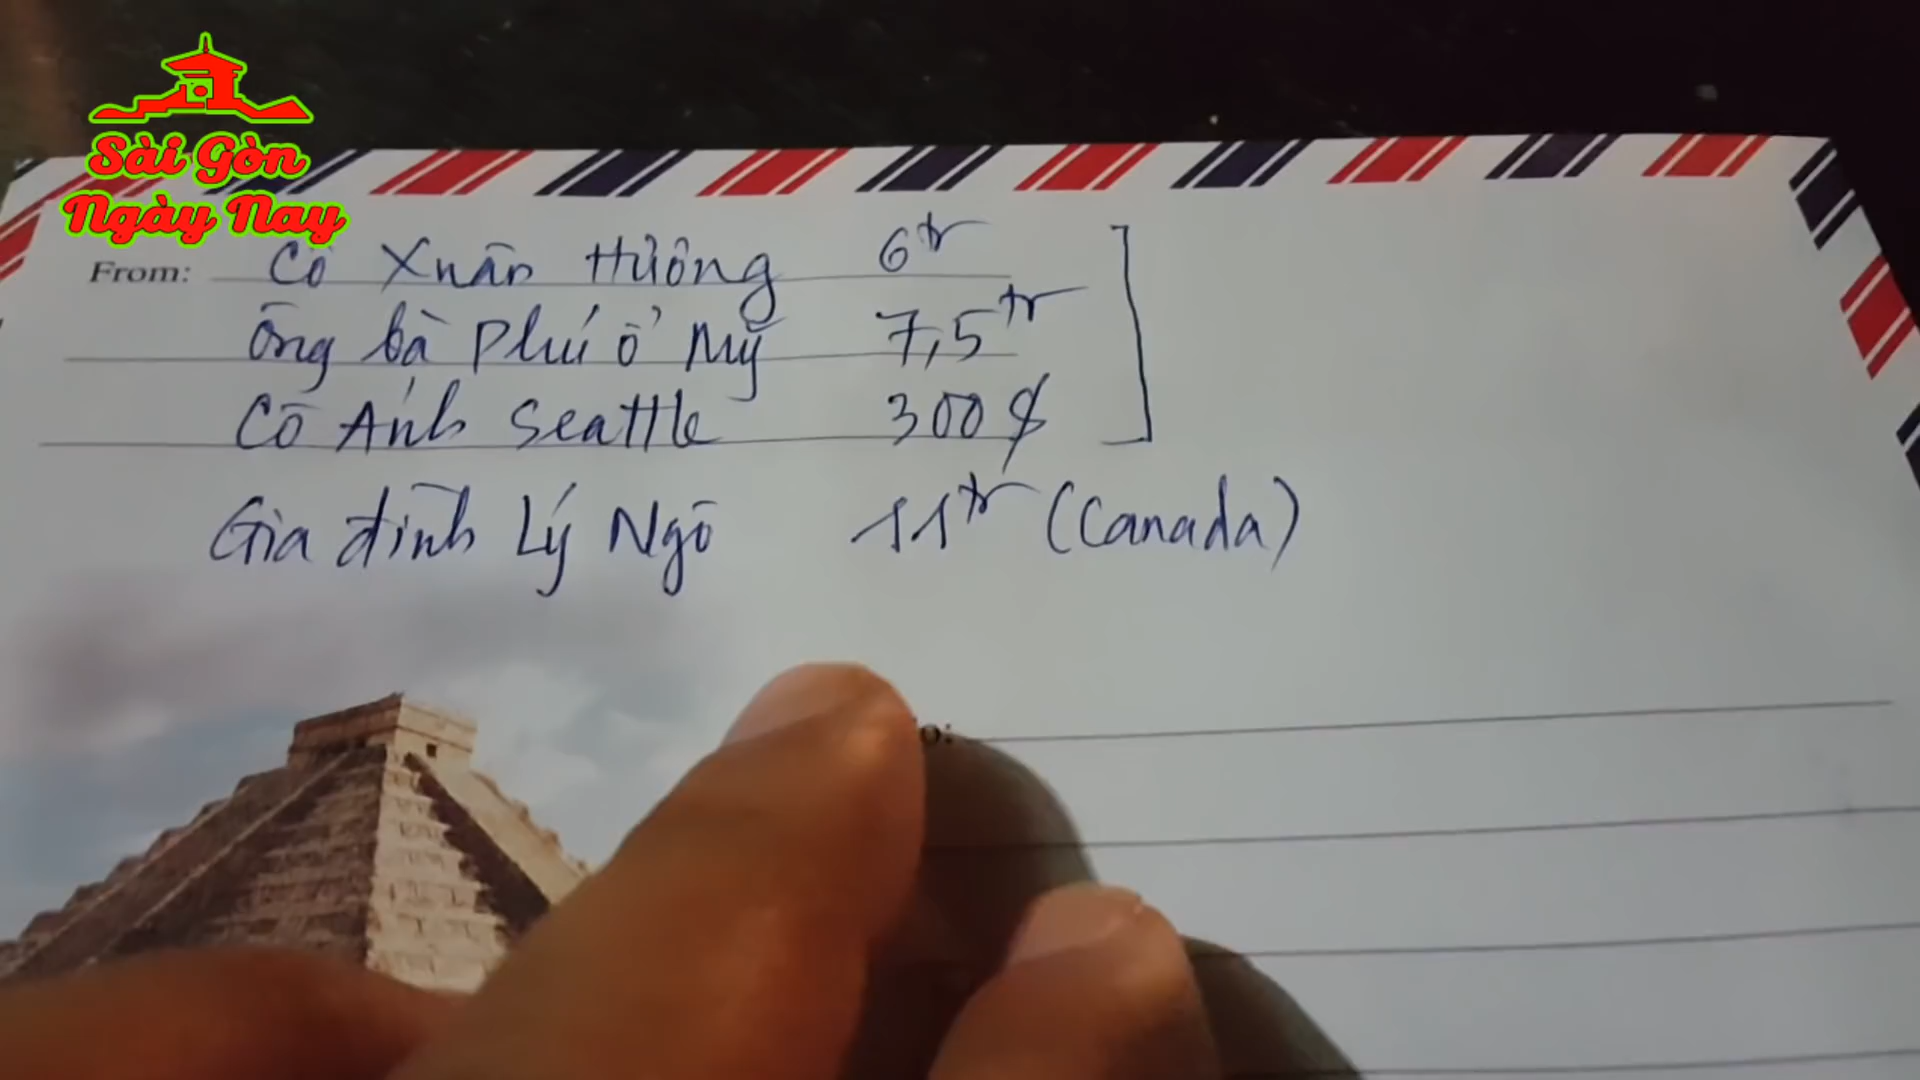 Sài Gòn
Ngày Nay
From: Cô Xuân Hương 6tr
Ông bà Phú ở Mỹ 7,5tr
Cô Ánh Seattle 300$
Gia đình Lý Ngô 11tr (Canada)